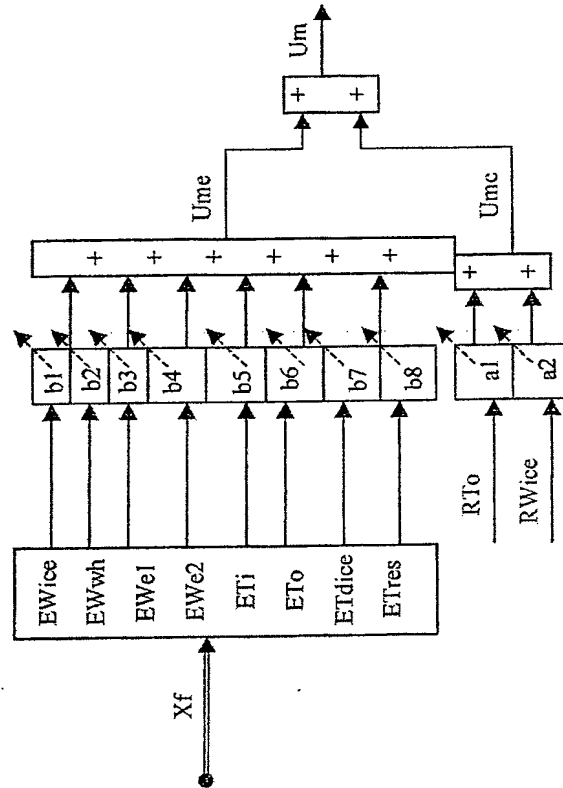 Xf
EWice
EWwh
EWe1
EWe2
ETi
ETo
ETdice
ETres
b1
b2
b3
b4
b5
b6
b7
b8
+
+
+
+
+
+
+
Ume
RTo
RWice
a1
a2
+
+
Umc
+
+
Um